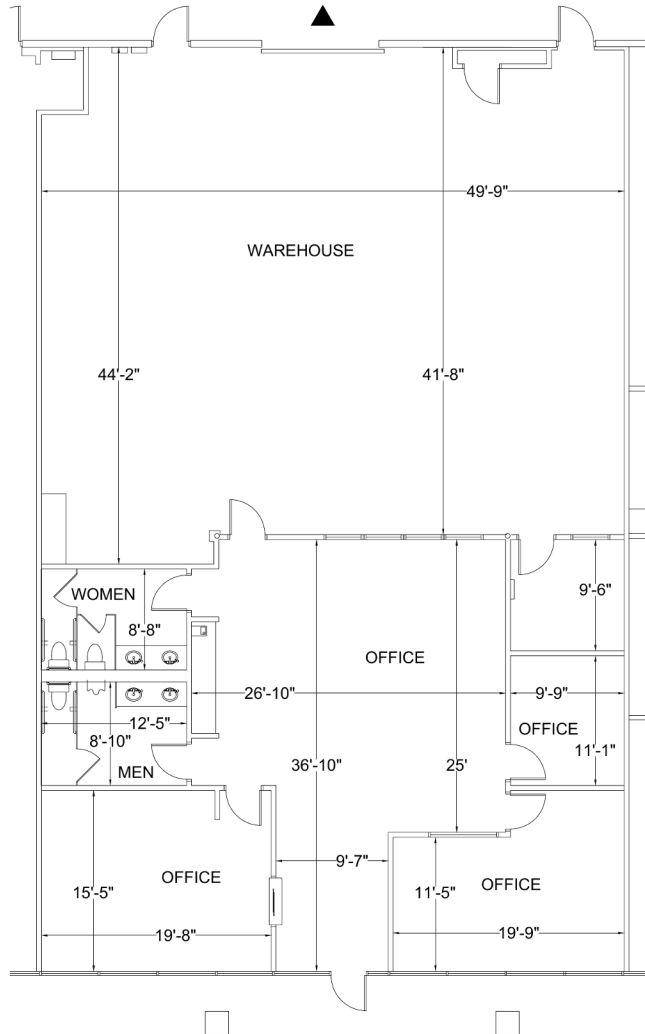 49'-9"
WAREHOUSE
44'-2"
41'-8"
WOMEN
9'-6"
8'-8"
OFFICE
26'-10"
9'-9"
12'-5"
OFFICE
8'-10"
11'-1"
MEN
36'-10"
25'
9'-7"
OFFICE
OFFICE
15'-5"
11'-5"
19'-8"
19'-9"